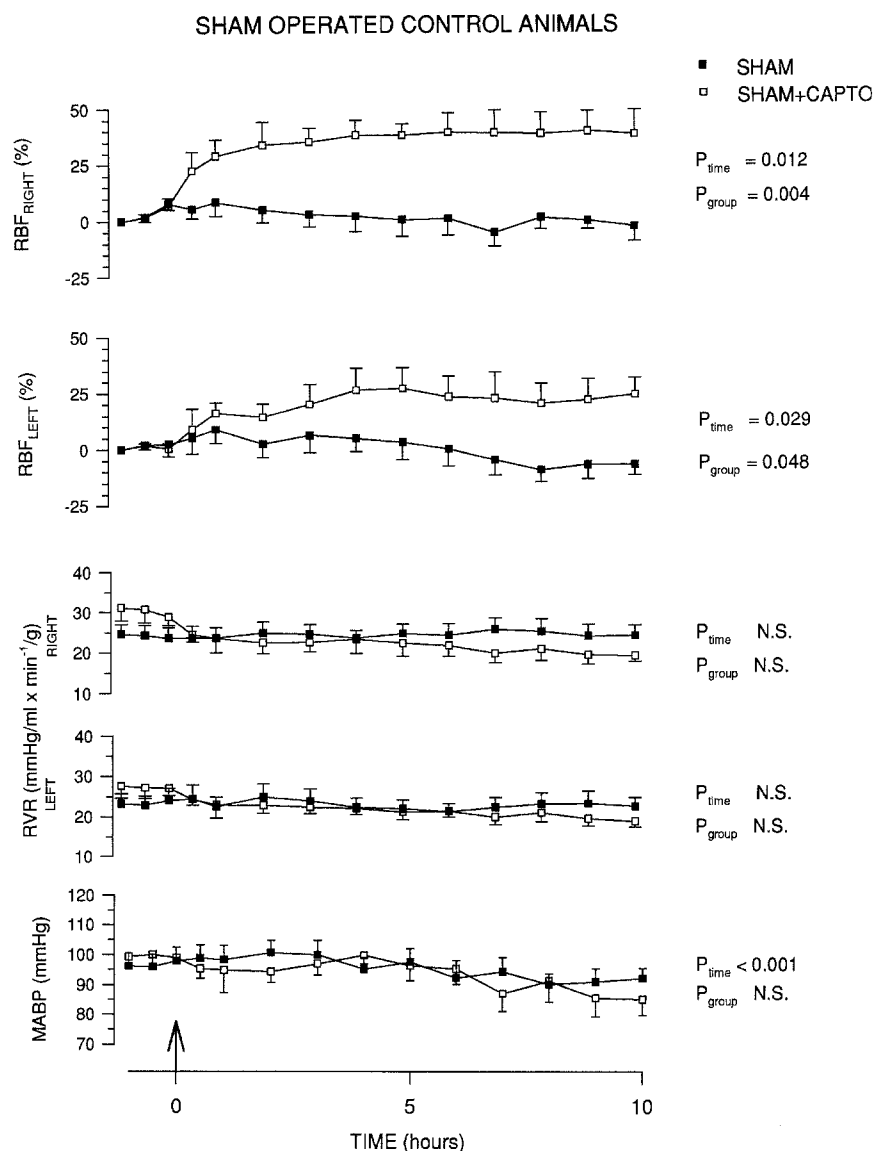 SHAM OPERATED CONTROL ANIMALS
■ SHAM
□ SHAM+CAPTO
RBF RIGHT (%)
50
25
0
-25
P time = 0.012
P group = 0.004
RBF LEFT (%)
50
25
0
-25
P time = 0.029
P group = 0.048
RVR (mmHg/ml x min⁻¹/g)
RIGHT
40
30
20
10
P time N.S.
P group N.S.
LEFT
40
30
20
10
P time N.S.
P group N.S.
MABP (mmHg)
120
110
100
90
80
70
P time < 0.001
P group N.S.
0 5 10
TIME (hours)